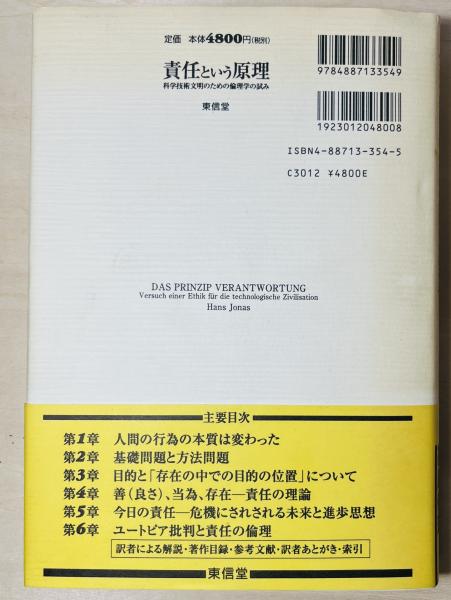 定価 本体4800円(税別)
責任という原理
科学技術文明のための倫理学の試み
東信堂
9784887133549
1923012048008
ISBN4-88713-354-5
C3012 ¥4800E
DAS PRINZIP VERANTWORTUNG
Versuch einer Ethik für die technologische Zivilisation
Hans Jonas
主要目次
第1章 人間の行為の本質は変わった
第2章 基礎問題と方法問題
第3章 目的と「存在の中での目的の位置」について
第4章 善(良さ)、当為、存在―責任の理論
第5章 今日の責任―危機にさらされる未来と進歩思想
第6章 ユートピア批判と責任の倫理
訳者による解説・著作目録・参考文献・訳者あとがき・索引
東信堂